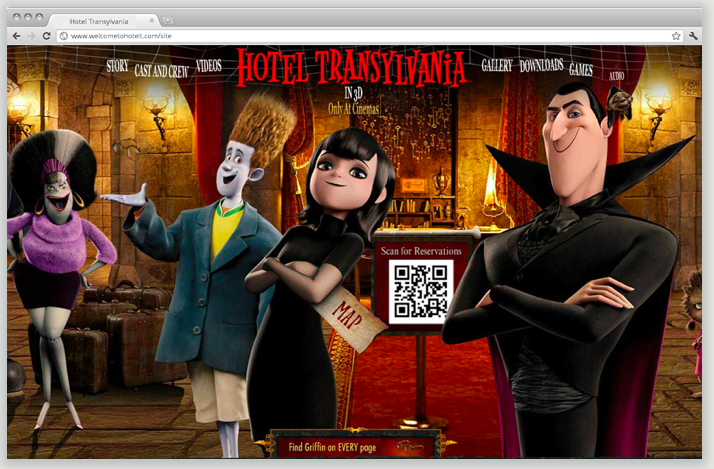 Hotel Transylvania
www.welcometohotelt.com/site
STORY
CAST AND CREW
VIDEOS
HOTEL TRANSYLVANIA
GALLERY
DOWNLOADS
GAMES
AUDIO
IN 3D
Only At Cinemas
Scan for Reservations
MAP
Find Griffin on EVERY page